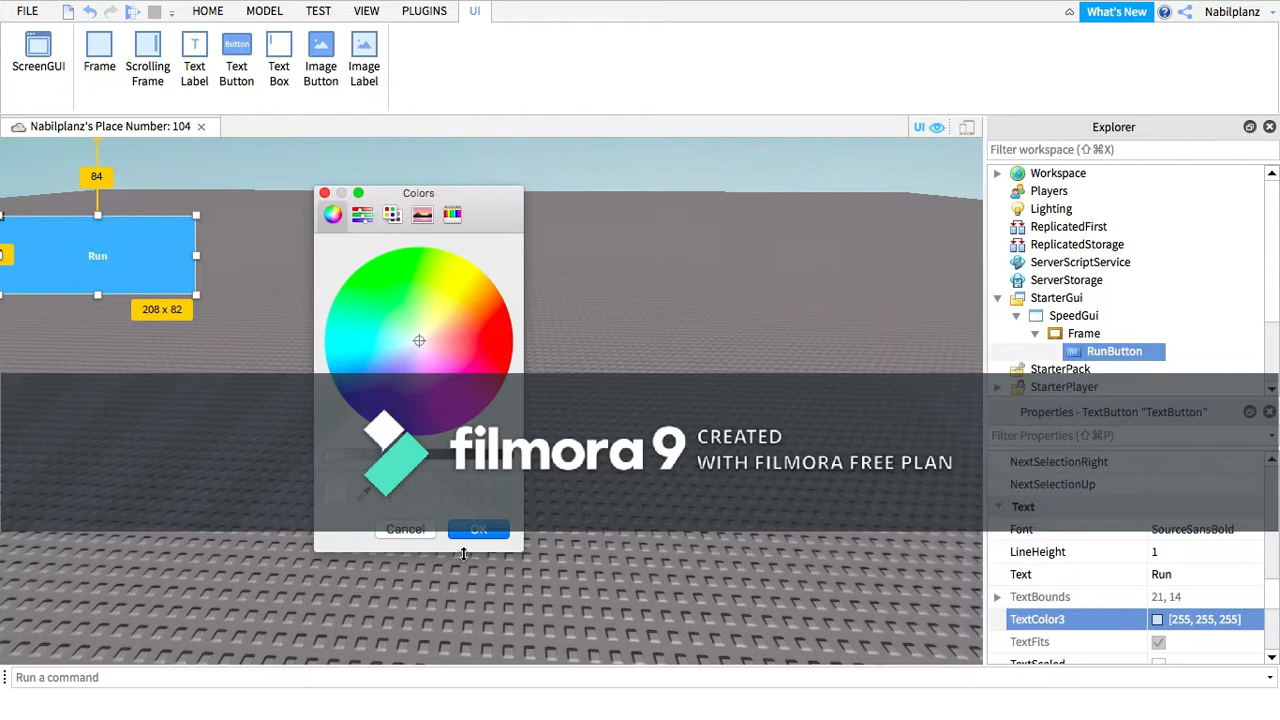 FILE
HOME
MODEL
TEST
VIEW
PLUGINS
UI
What's New
?
Nabilplanz
ScreenGUI
Frame
Scrolling
Frame
T
Text
Label
Button
Text
Button
Text
Box
Image
Button
Image
Label
Nabilplanz's Place Number: 104
UI
Explorer
Filter workspace (⇧⌘X)
Workspace
Players
Lighting
ReplicatedFirst
ReplicatedStorage
ServerScriptService
ServerStorage
StarterGui
SpeedGui
Frame
RunButton
StarterPack
StarterPlayer
84
Run
208 x 82
Colors
Cancel
OK
filmora 9
CREATED
WITH FILMORA FREE PLAN
Properties - TextButton "TextButton"
Filter Properties (⇧⌘P)
NextSelectionRight
NextSelectionUp
Text
Font SourceSansBold
LineHeight 1
Text Run
TextBounds 21, 14
TextColor3 [255, 255, 255]
TextFits
TextScaled
Run a command